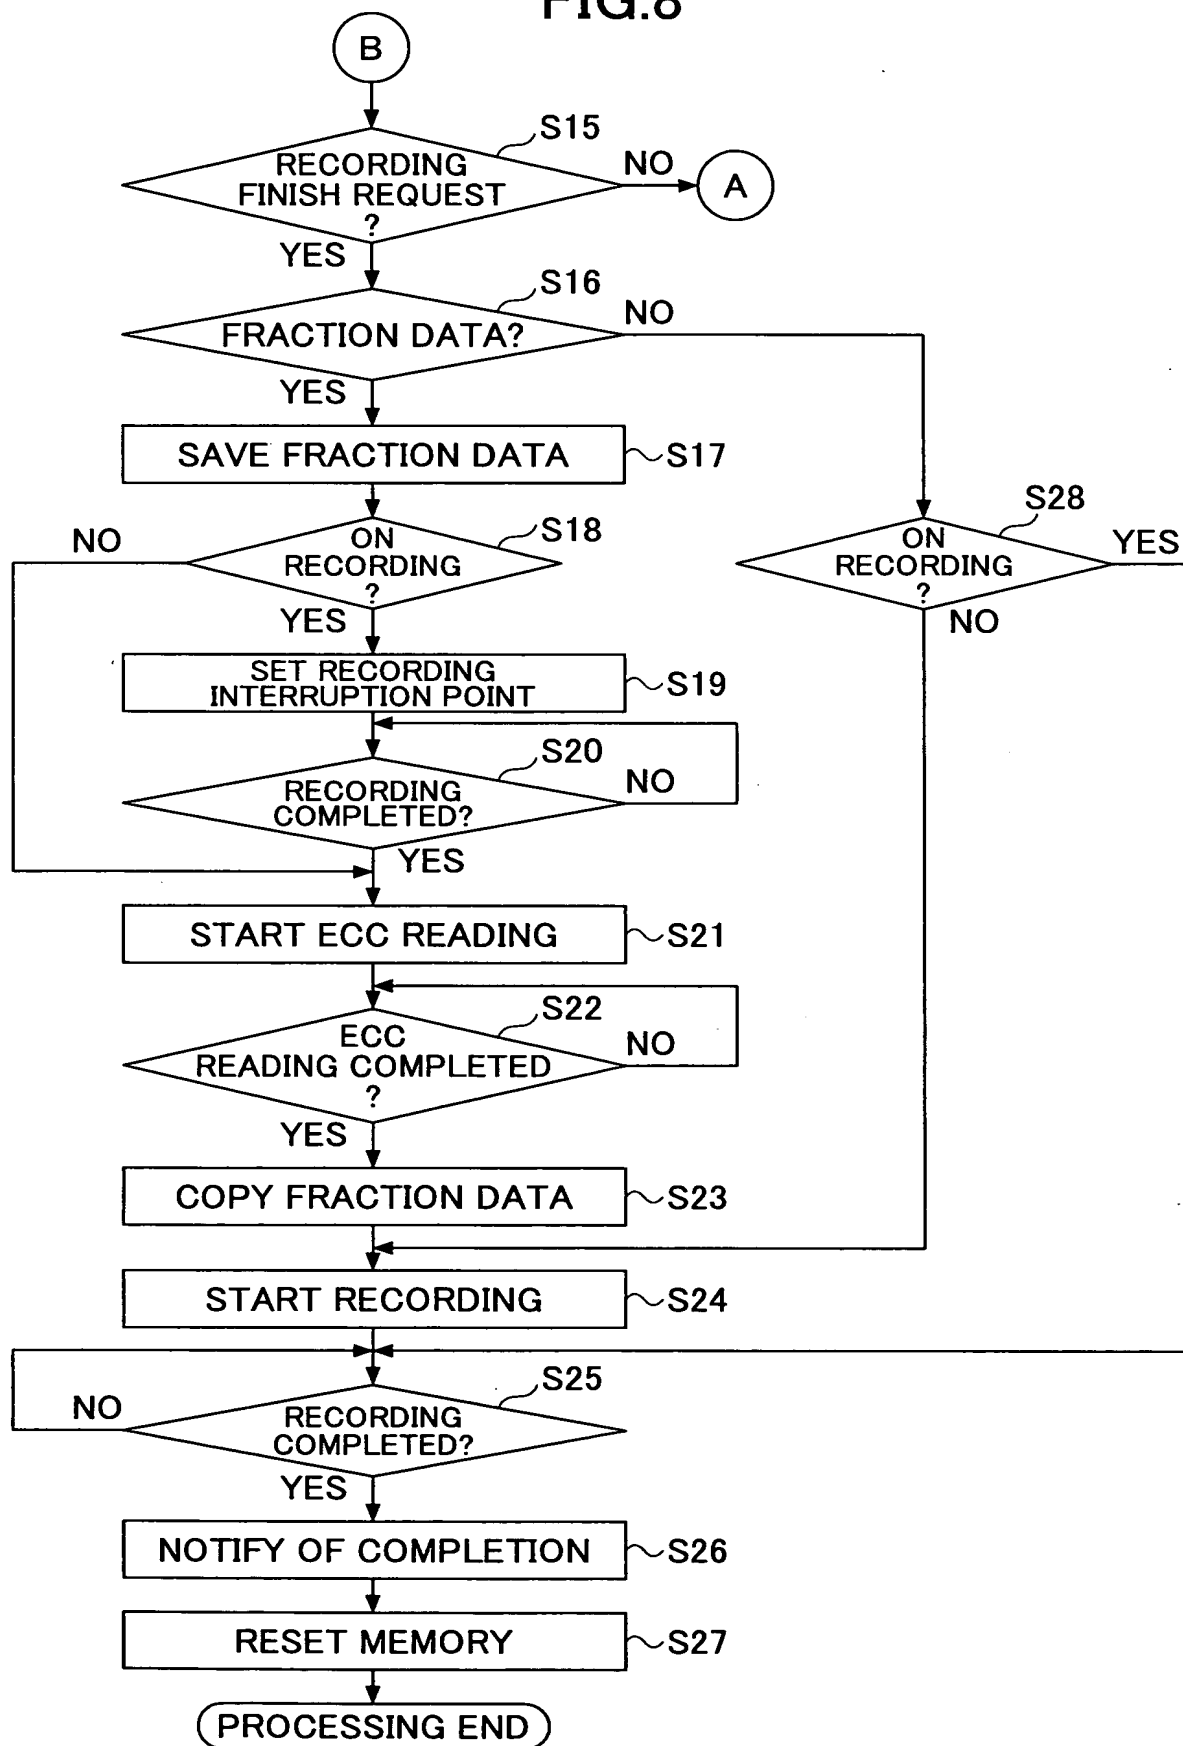 FIG.8
B
S15
RECORDING
FINISH REQUEST
?
NO
A
YES
S16
FRACTION DATA?
NO
YES
SAVE FRACTION DATA
S17
S28
NO
ON
RECORDING
?
S18
ON
RECORDING
?
YES
YES
NO
SET RECORDING
INTERRUPTION POINT
S19
S20
RECORDING
COMPLETED?
NO
YES
START ECC READING
S21
S22
ECC
READING COMPLETED
?
NO
YES
COPY FRACTION DATA
S23
START RECORDING
S24
S25
NO
RECORDING
COMPLETED?
YES
NOTIFY OF COMPLETION
S26
RESET MEMORY
S27
PROCESSING END